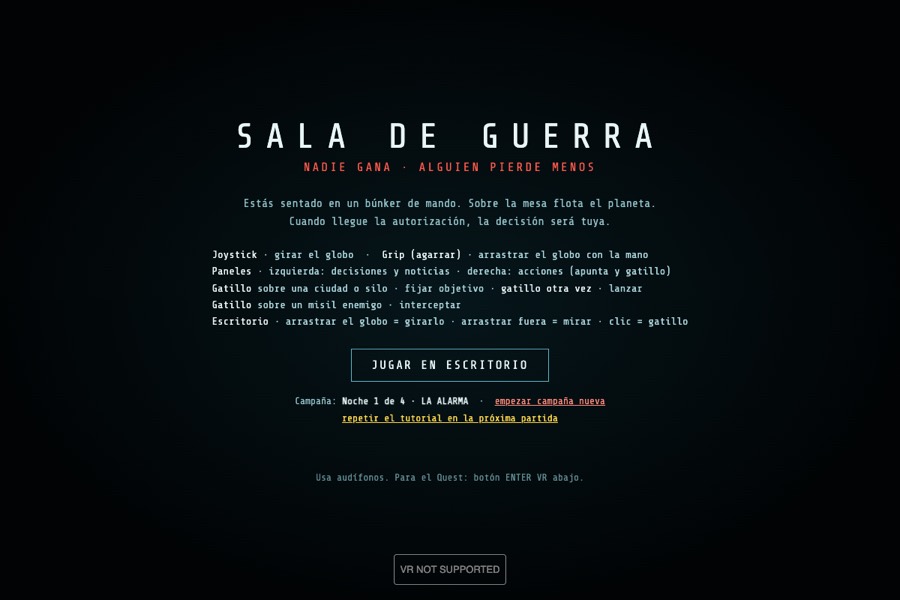 SALA DE GUERRA
NADIE GANA · ALGUIEN PIERDE MENOS
Estás sentado en un búnker de mando. Sobre la mesa flota el planeta.
Cuando llegue la autorización, la decisión será tuya.
Joystick · girar el globo · Grip (agarrar) · arrastrar el globo con la mano
Paneles · izquierda: decisiones y noticias · derecha: acciones (apunta y gatillo)
Gatillo sobre una ciudad o silo · fijar objetivo · gatillo otra vez · lanzar
Gatillo sobre un misil enemigo · interceptar
Escritorio · arrastrar el globo = girarlo · arrastrar fuera = mirar · clic = gatillo
JUGAR EN ESCRITORIO
Campaña: Noche 1 de 4 · LA ALARMA · empezar campaña nueva
repetir el tutorial en la próxima partida
Usa audífonos. Para el Quest: botón ENTER VR abajo.
VR NOT SUPPORTED